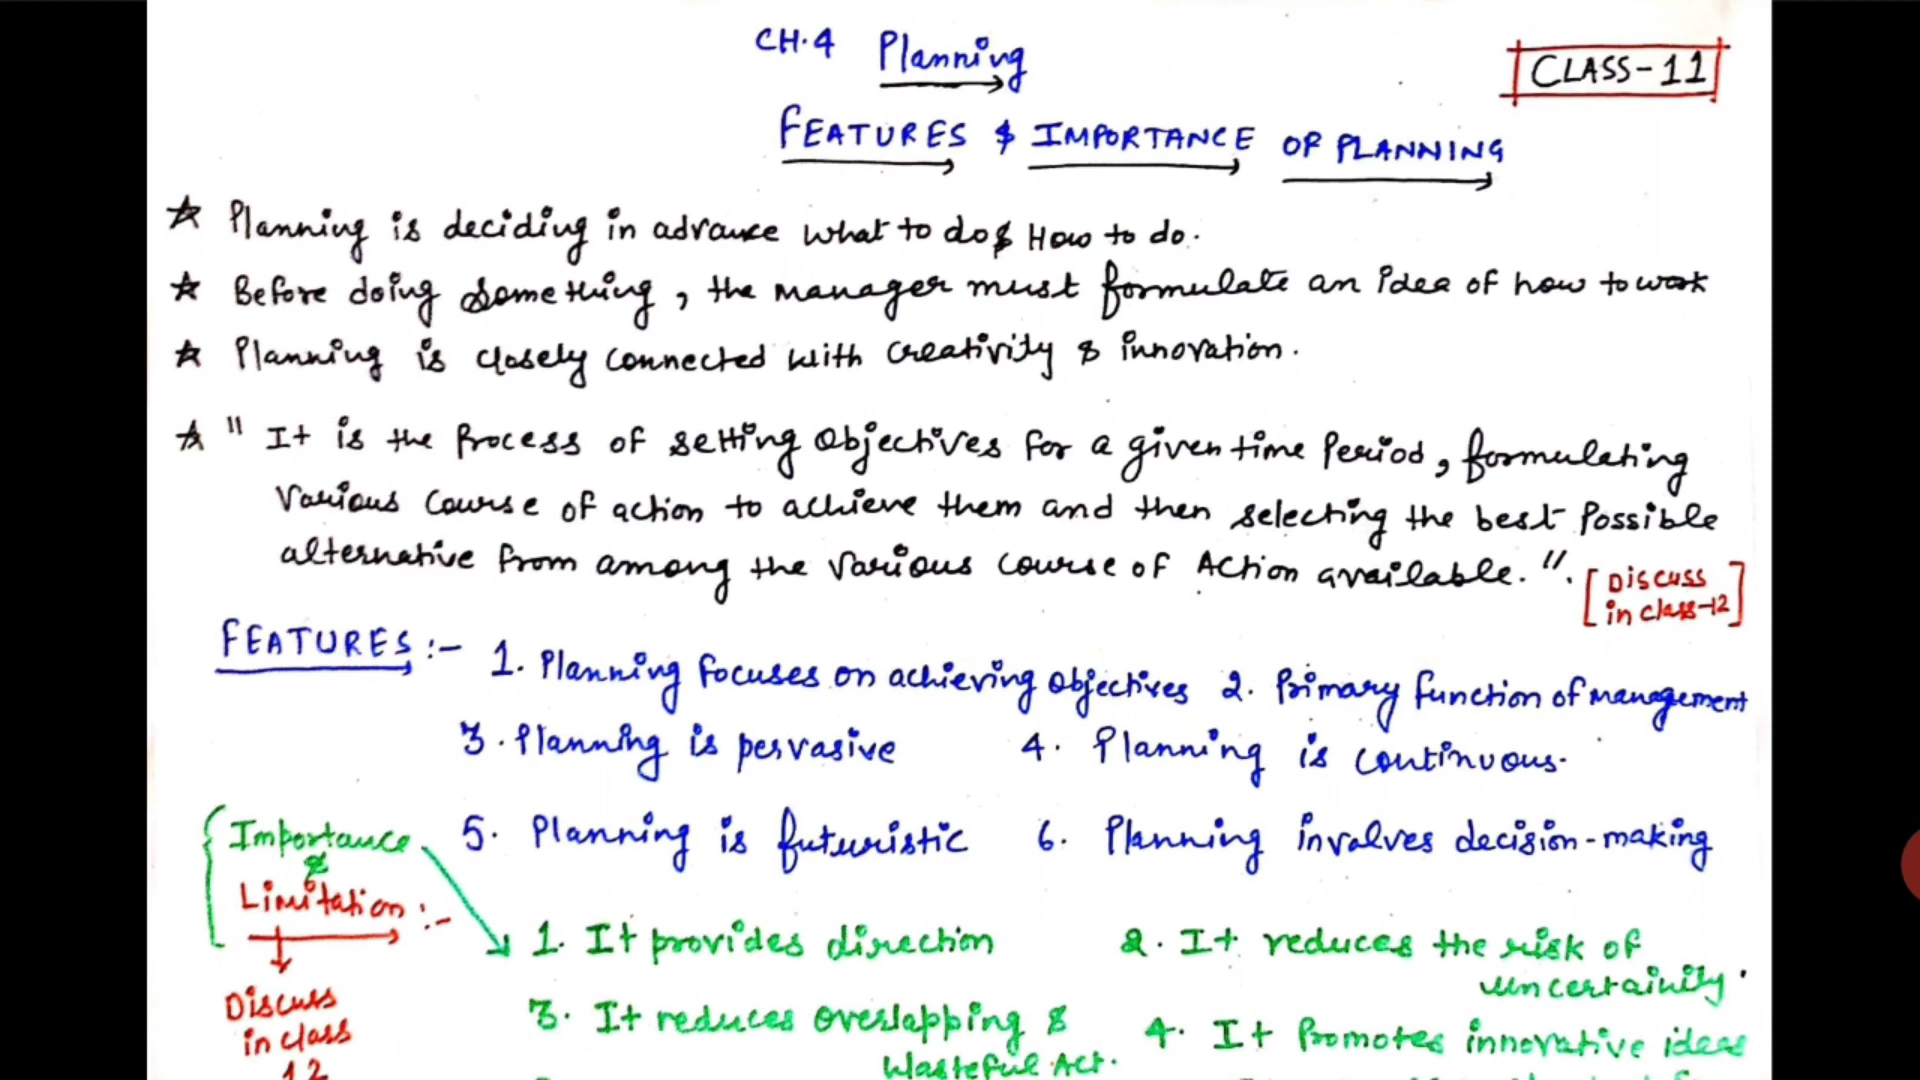 CH.4 Planning
CLASS-11
FEATURES & IMPORTANCE OF PLANNING
☆ Planning is deciding in advance what to do & How to do.
☆ Before doing something, the manager must formulate an idea of how to work
☆ Planning is closely connected with creativity & innovation.
☆ " It is the Process of setting objectives for a given time Period, formulating
Various course of action to achieve them and then selecting the best Possible
alternative from among the various course of Action available.".
[Discuss
in class-12]
FEATURES :- 1. Planning focuses on achieving objectives 2. Primary function of management
3. Planning is pervasive 4. Planning is continuous.
5. Planning is futuristic 6. Planning involves decision-making
Importance
&
Limitation :-
1. It provides direction 2. It reduces the risk of
uncertainity.
Discuss
in class
12
3. It reduces overlapping & 4. It Promotes innovative ideas
Wasteful Act.